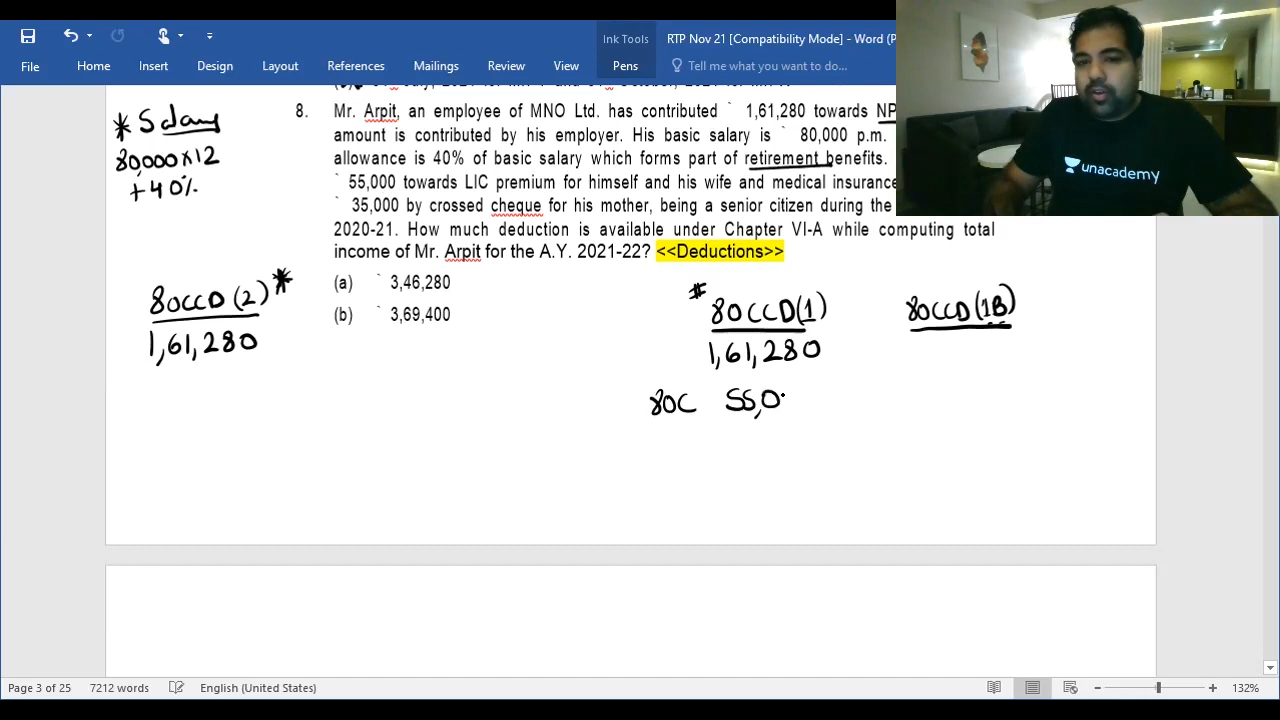 Ink Tools
RTP Nov 21 [Compatibility Mode] - Word (P
File
Home
Insert
Design
Layout
References
Mailings
Review
View
Pens
Tell me what you want to do...
8. Mr. Arpit, an employee of MNO Ltd. has contributed ` 1,61,280 towards NP
amount is contributed by his employer. His basic salary is ` 80,000 p.m.
allowance is 40% of basic salary which forms part of retirement benefits.
` 55,000 towards LIC premium for himself and his wife and medical insurance
` 35,000 by crossed cheque for his mother, being a senior citizen during the
2020-21. How much deduction is available under Chapter VI-A while computing total
income of Mr. Arpit for the A.Y. 2021-22? <<Deductions>>
(a) ` 3,46,280
(b) ` 3,69,400
* Salary
80,000x12
+40%
80CCD (2) *
1,61,280
# 80CCD(1)
1,61,280
80C 55,0
80CCD(1B)
unacademy
Page 3 of 25
7212 words
English (United States)
132%